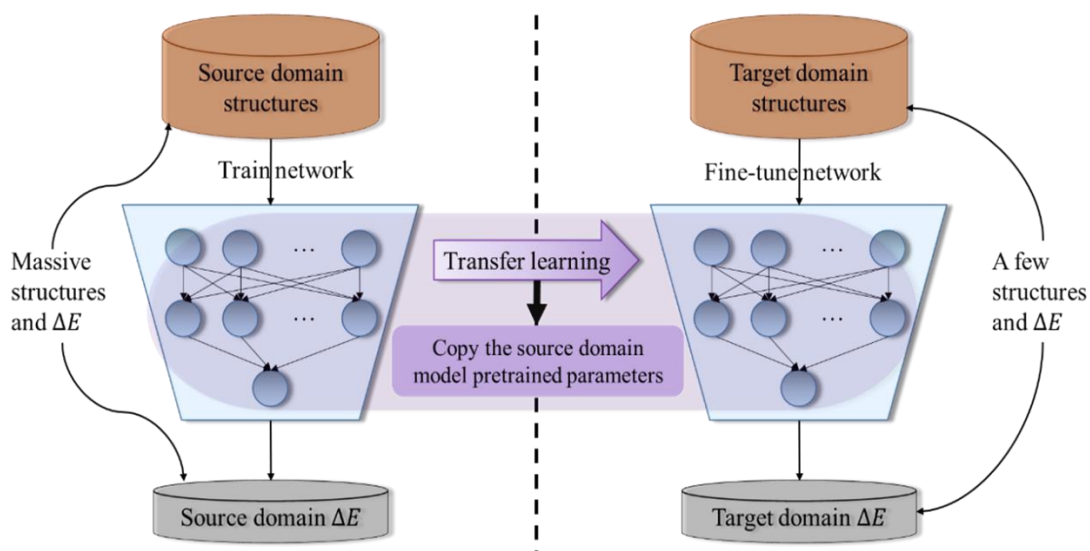 Source domain
structures
Train network
Massive
structures
and ΔE
...
...
Source domain ΔE
Transfer learning
Copy the source domain
model pretrained parameters
Target domain
structures
Fine-tune network
...
...
A few
structures
and ΔE
Target domain ΔE